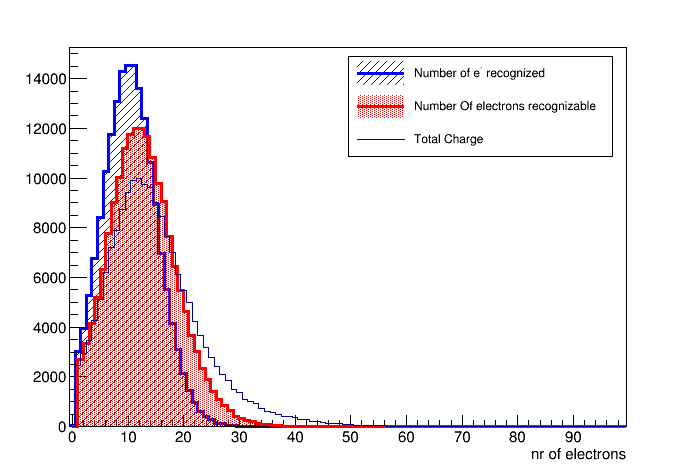 14000
12000
10000
8000
6000
4000
2000
0
0 10 20 30 40 50 60 70 80 90
nr of electrons
Number of e⁻ recognized
Number Of electrons recognizable
Total Charge